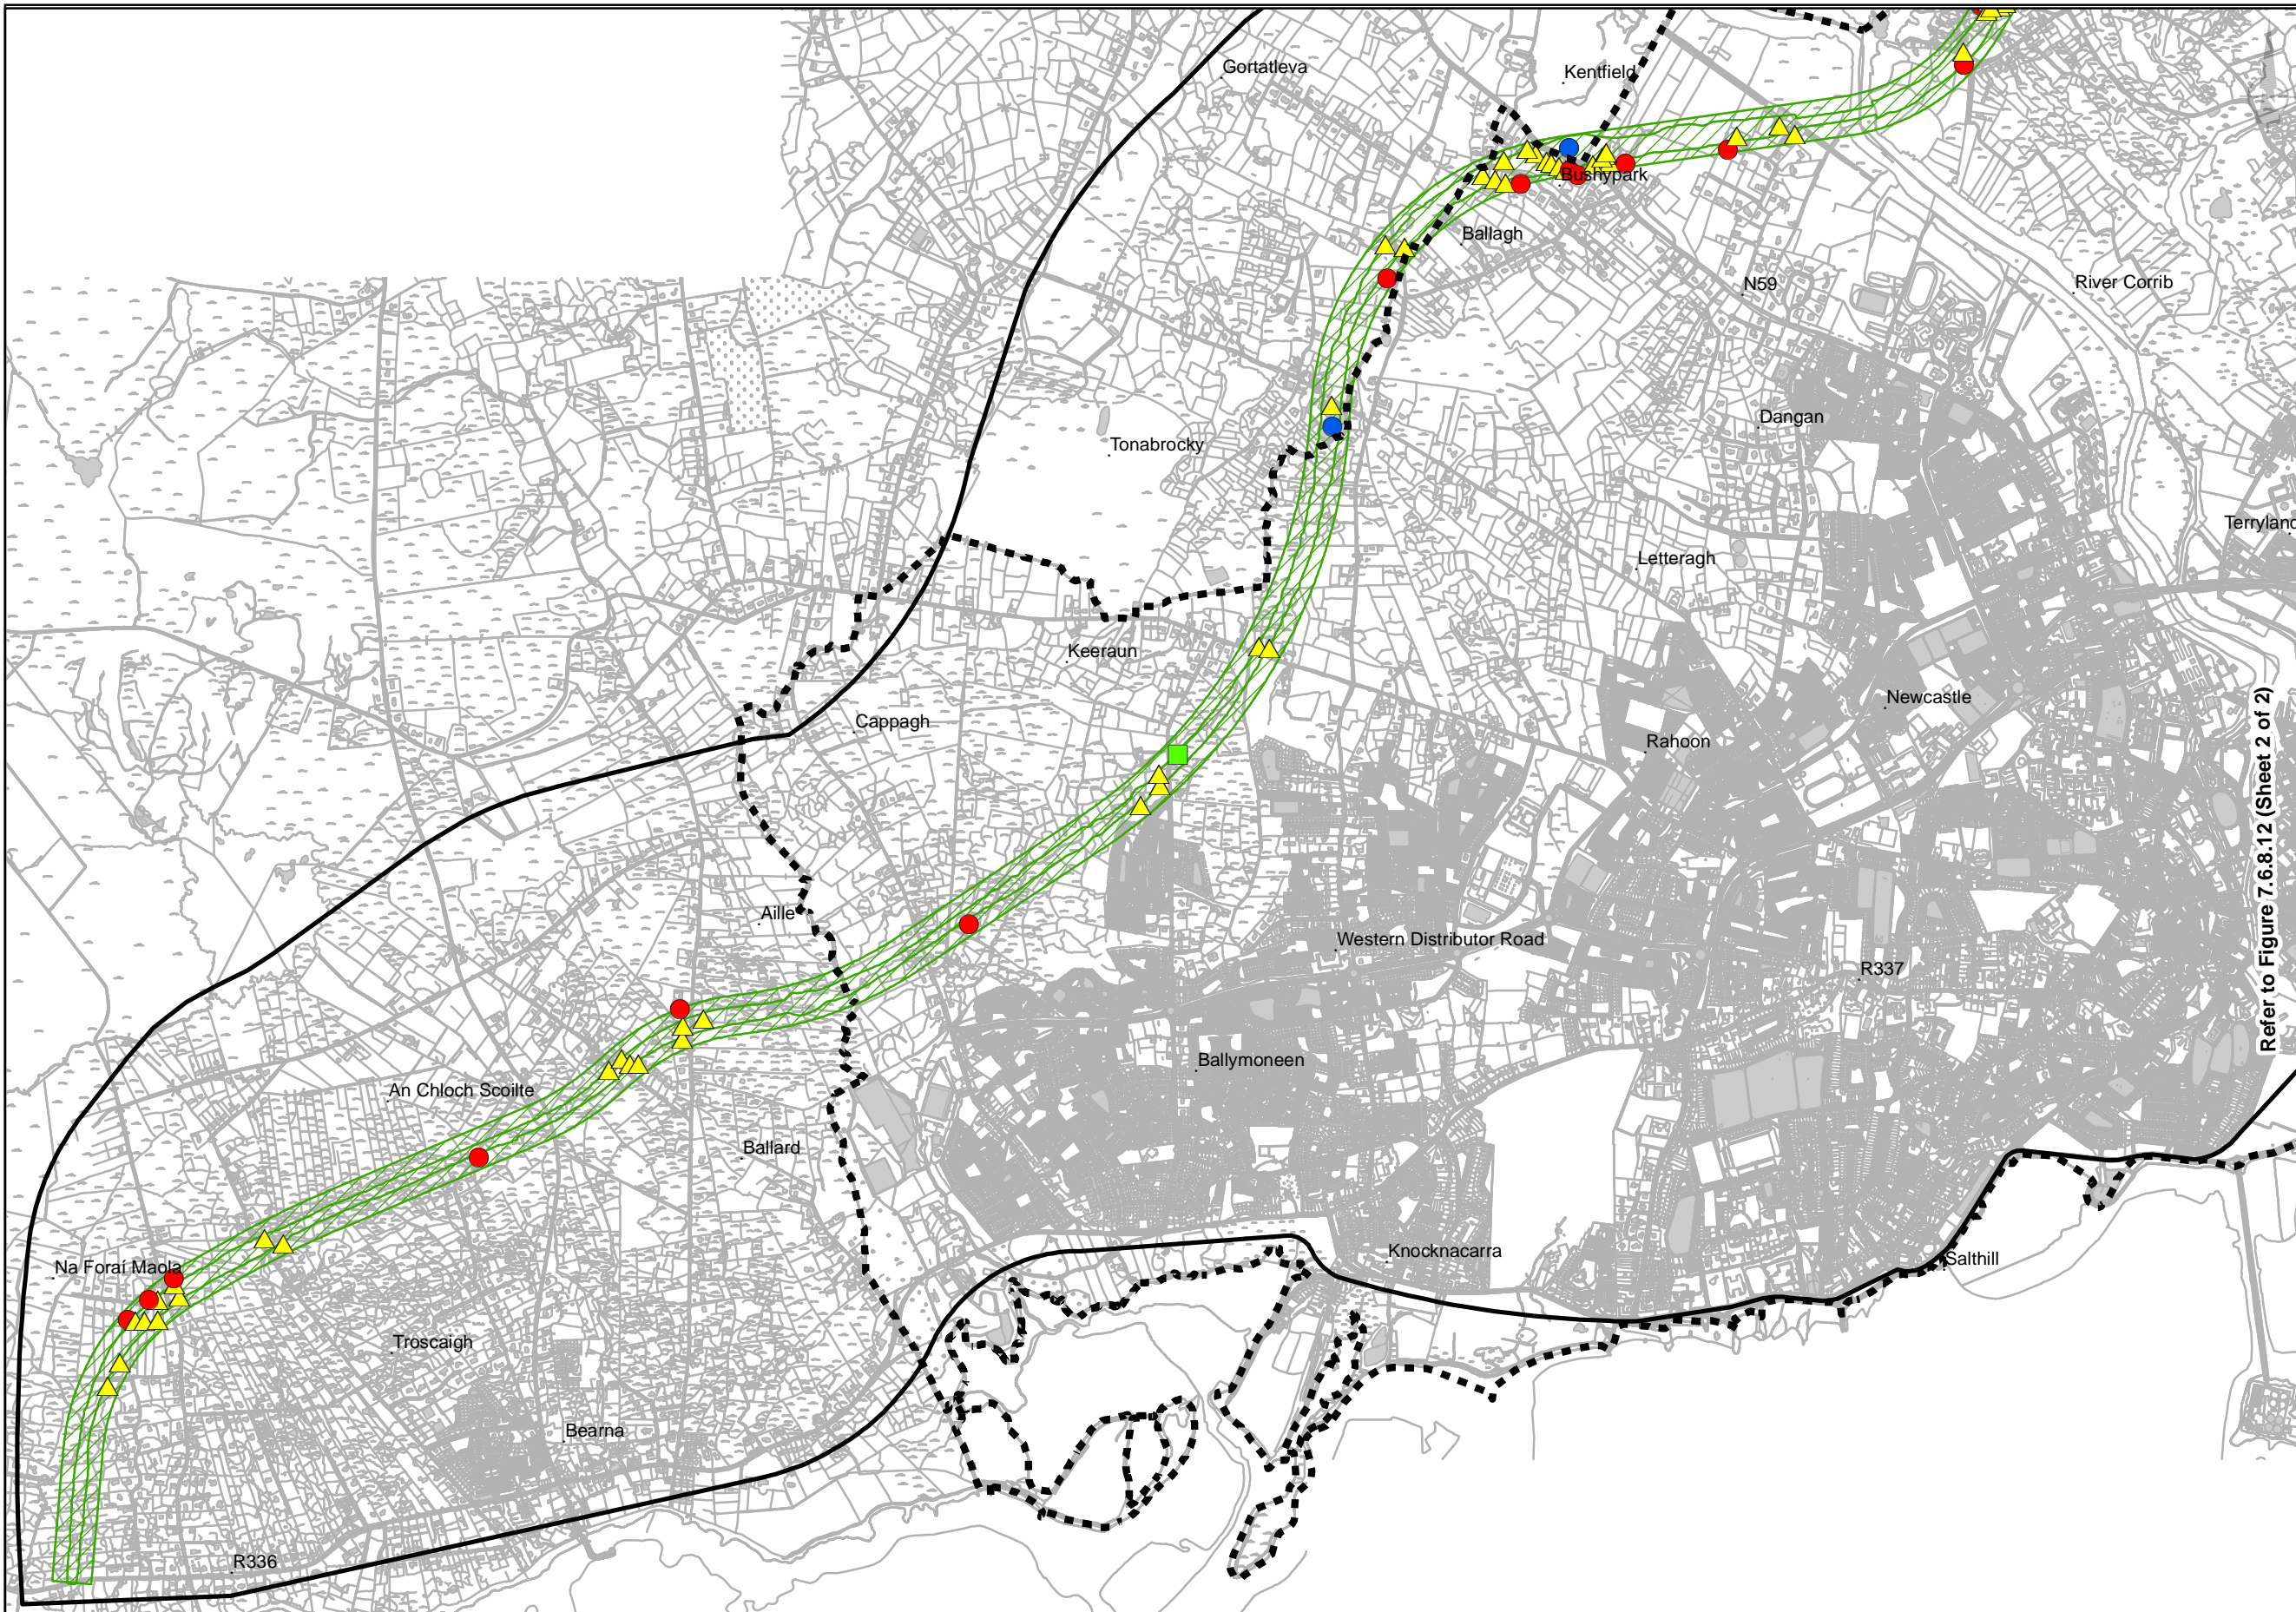 Gortatleva
Kentfield
Bushypark
Ballagh
N59
River Corrib
Dangan
Tonabrocky
Terryland
Letteragh
Keeraun
Newcastle
Cappagh
Rahoon
Refer to Figure 7.6.8.12 (Sheet 2 of 2)
Aille
Western Distributor Road
R337
Ballymoneen
An Chloch Scoilte
Ballard
Knocknacarra
Salthill
Na Foraí Maola
Troscaigh
Bearna
R336